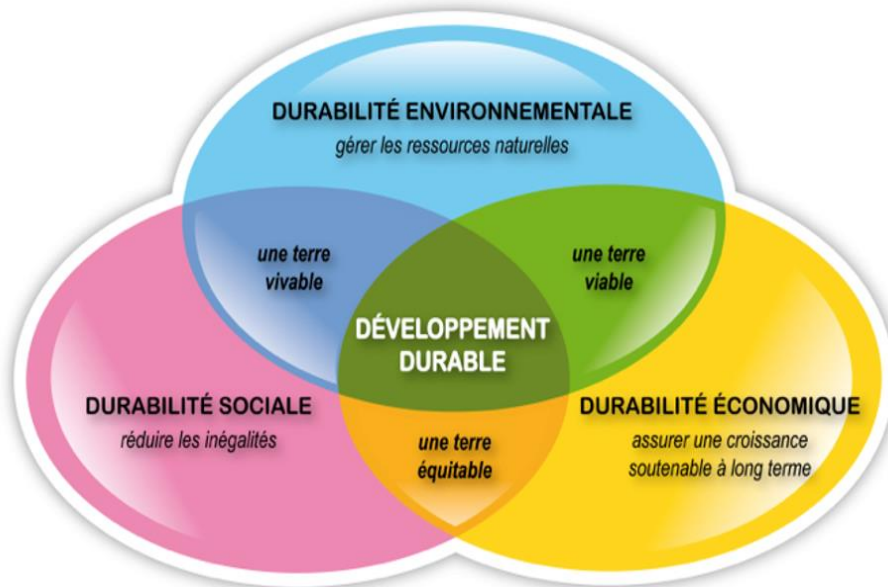 DURABILITÉ ENVIRONNEMENTALE
gérer les ressources naturelles
une terre
vivable
une terre
viable
DÉVELOPPEMENT
DURABLE
DURABILITÉ SOCIALE
réduire les inégalités
une terre
équitable
DURABILITÉ ÉCONOMIQUE
assurer une croissance
soutenable à long terme